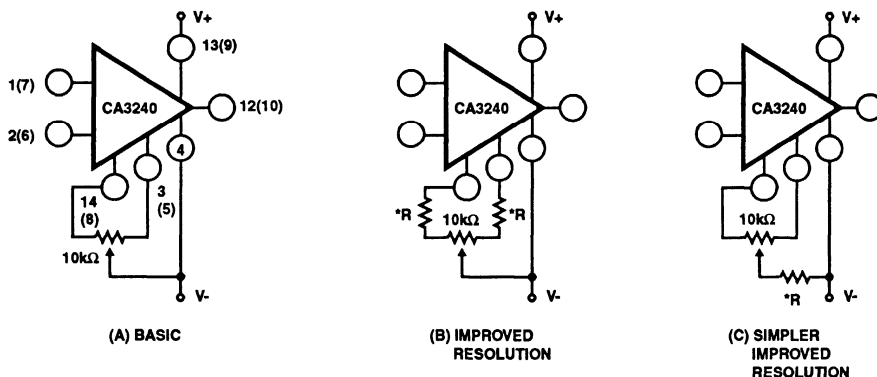 V+
13(9)
1(7)
CA3240
12(10)
2(6)
4
3
(5)
14
(8)
10kΩ
V-
(A) BASIC
V+
CA3240
*R
10kΩ
*R
V-
(B) IMPROVED
RESOLUTION
V+
CA3240
10kΩ
*R
V-
(C) SIMPLER
IMPROVED
RESOLUTION